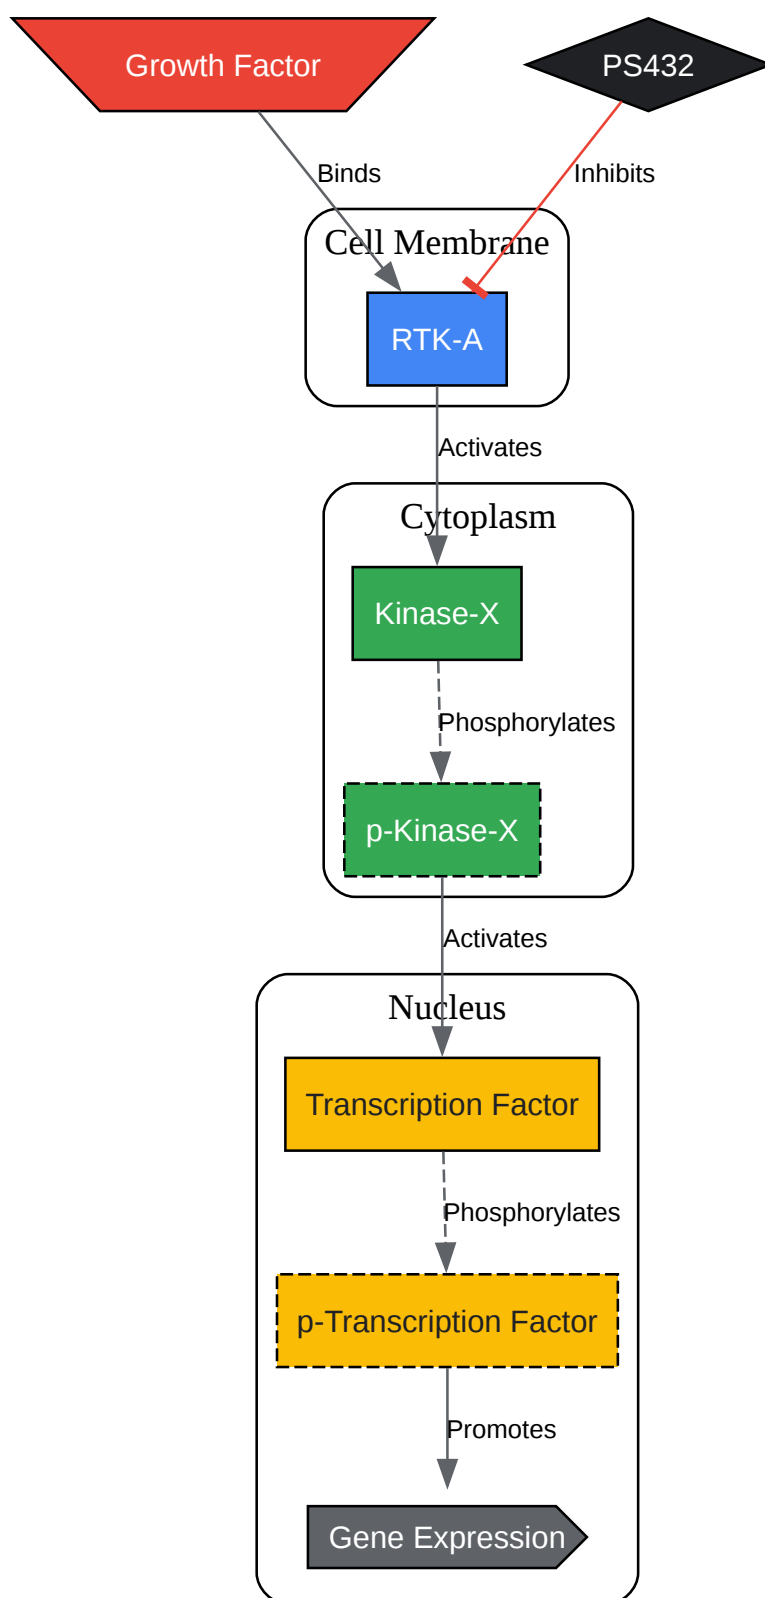 Growth Factor
PS432
Binds
Inhibits
Cell Membrane
RTK-A
Activates
Cytoplasm
Kinase-X
Phosphorylates
p-Kinase-X
Activates
Nucleus
Transcription Factor
Phosphorylates
p-Transcription Factor
Promotes
Gene Expression